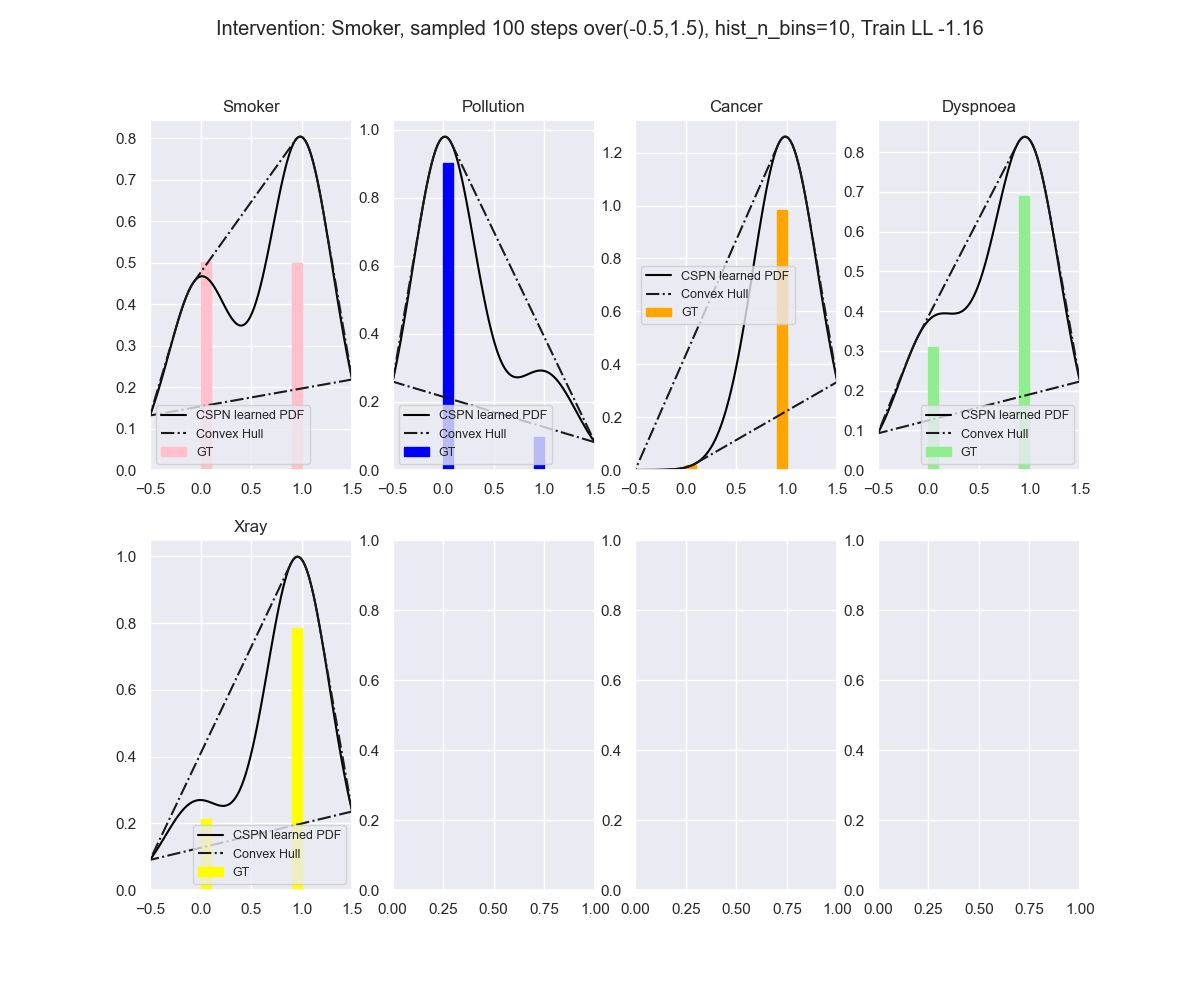 Intervention: Smoker, sampled 100 steps over(-0.5,1.5), hist_n_bins=10, Train LL -1.16
Smoker
0.8
0.7
0.6
0.5
0.4
0.3
0.2
0.1
0.0
CSPN learned PDF
Convex Hull
GT
−0.5 0.0 0.5 1.0 1.5
Pollution
1.0
0.8
0.6
0.4
0.2
0.0
CSPN learned PDF
Convex Hull
GT
−0.5 0.0 0.5 1.0 1.5
Cancer
1.2
1.0
0.8
0.6
0.4
0.2
0.0
CSPN learned PDF
Convex Hull
GT
−0.5 0.0 0.5 1.0 1.5
Dyspnoea
0.8
0.7
0.6
0.5
0.4
0.3
0.2
0.1
0.0
CSPN learned PDF
Convex Hull
GT
−0.5 0.0 0.5 1.0 1.5
Xray
1.0
0.8
0.6
0.4
0.2
0.0
CSPN learned PDF
Convex Hull
GT
−0.5 0.0 0.5 1.0 1.5
1.0
0.8
0.6
0.4
0.2
0.0
0.00 0.25 0.50 0.75 1.00
1.0
0.8
0.6
0.4
0.2
0.0
0.00 0.25 0.50 0.75 1.00
1.0
0.8
0.6
0.4
0.2
0.0
0.00 0.25 0.50 0.75 1.00